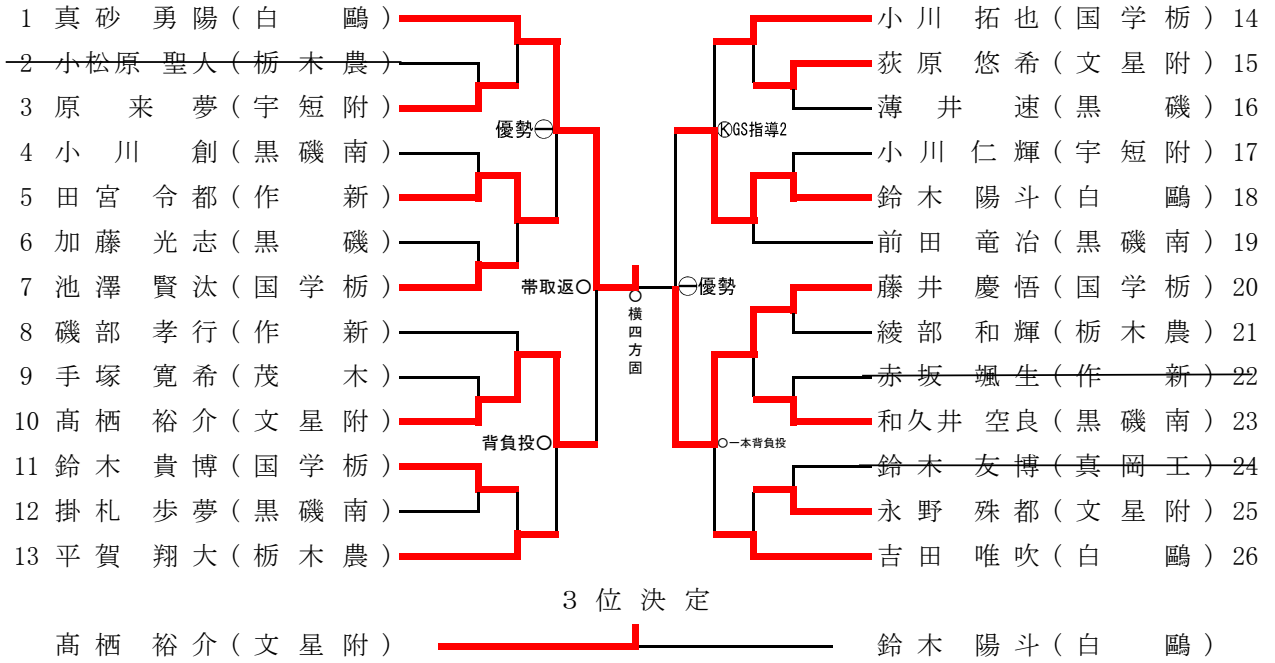 1 真砂 勇陽(白 鷗)
2 小松原 聖人(栃木農)
3 原 来夢(宇短附)
4 小川 創(黒磯南)
5 田宮 令都(作 新)
6 加藤 光志(黒 磯)
7 池澤 賢汰(国学栃)
8 磯部 孝行(作 新)
9 手塚 寛希(茂 木)
10 髙栖 裕介(文星附)
11 鈴木 貴博(国学栃)
12 掛札 歩夢(黒磯南)
13 平賀 翔大(栃木農)
優勢㊀
帯取返〇
背負投〇
〇横四方固
ⓀGS指導2
㊀優勢
〇一本背負投
小川 拓也(国学栃) 14
荻原 悠希(文星附) 15
薄井 速(黒 磯) 16
小川 仁輝(宇短附) 17
鈴木 陽斗(白 鷗) 18
前田 竜冶(黒磯南) 19
藤井 慶悟(国学栃) 20
綾部 和輝(栃木農) 21
赤坂 颯生(作 新) 22
和久井 空良(黒磯南) 23
鈴木 友博(真岡工) 24
永野 殊都(文星附) 25
吉田 唯吹(白 鷗) 26
3位決定
髙栖 裕介(文星附)
鈴木 陽斗(白 鷗)